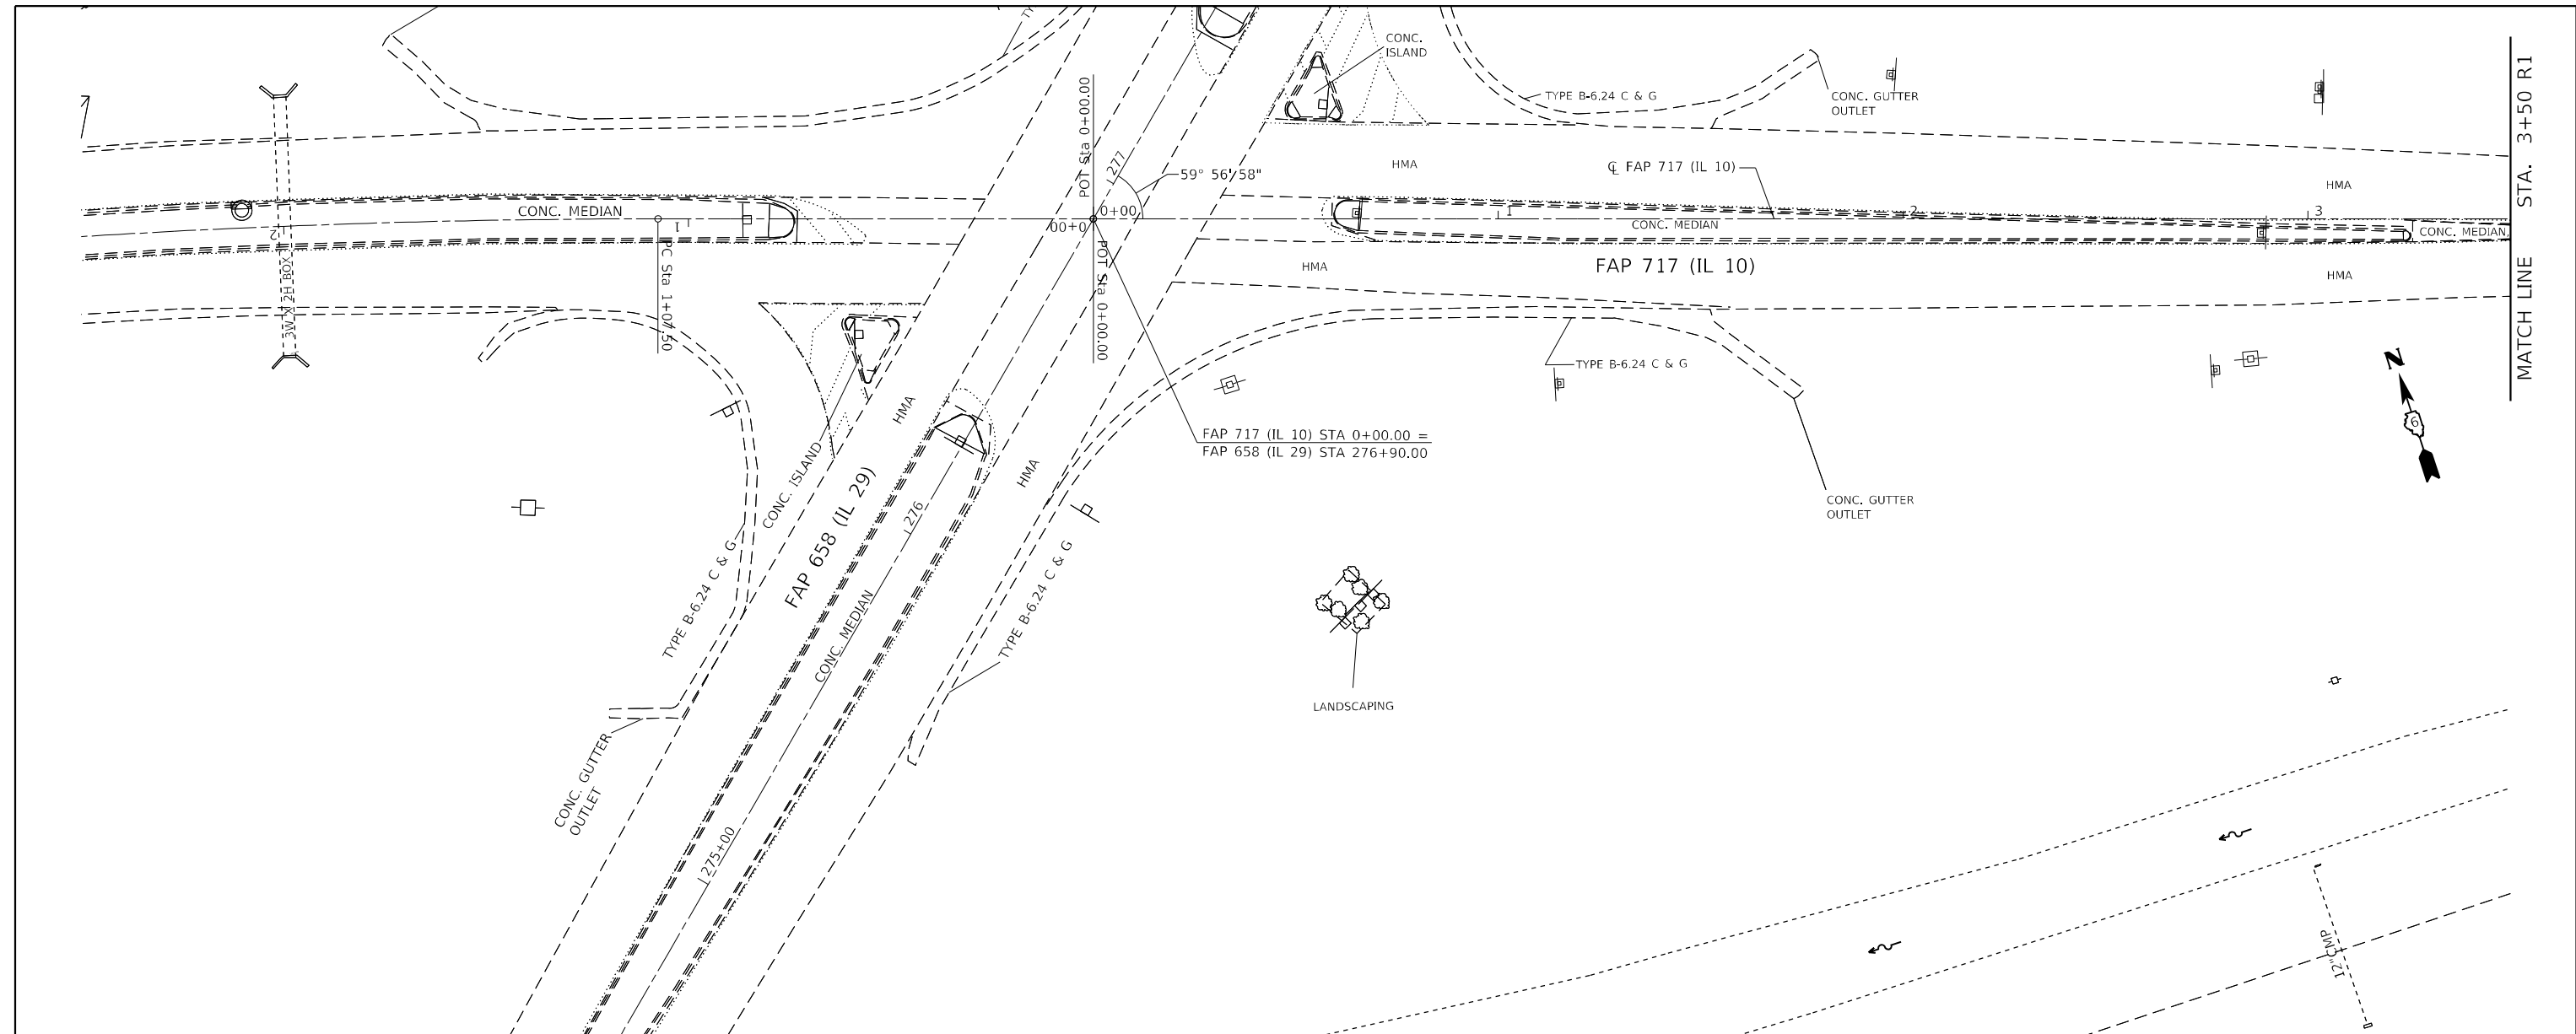 TY
CONC.
ISLAND
TYPE B-6.24 C & G
CONC. GUTTER
OUTLET
MATCH LINE STA. 3+50 R1
POT Sta 0+00.00
277
59° 56' 58"
HMA
℄ FAP 717 (IL 10)
HMA
CONC. MEDIAN
0+00
1
2
3
2
1
0+00
CONC. MEDIAN
CONC. MEDIAN
3W X 2H BOX
PC Sta 1+07.50
POT Sta 0+00.00
HMA
FAP 717 (IL 10)
HMA
TYPE B-6.24 C & G
N
6
HMA
FAP 717 (IL 10) STA 0+00.00 =
FAP 658 (IL 29) STA 276+90.00
CONC. ISLAND
HMA
CONC. GUTTER
OUTLET
FAP 658 (IL 29)
276
TYPE B-6.24 C & G
TYPE B-6.24 C & G
CONC. MEDIAN
LANDSCAPING
CONC. GUTTER
OUTLET
275+00
12"CMP